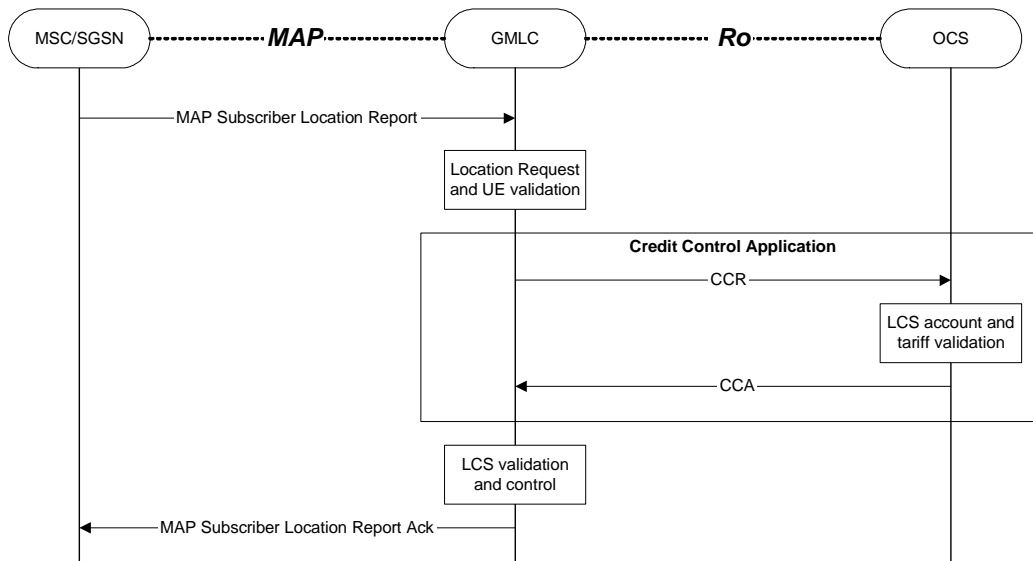 MSC/SGSN
MAP
GMLC
Ro
OCS
MAP Subscriber Location Report
Location Request
and UE validation
Credit Control Application
CCR
LCS account and
tariff validation
CCA
LCS validation
and control
MAP Subscriber Location Report Ack